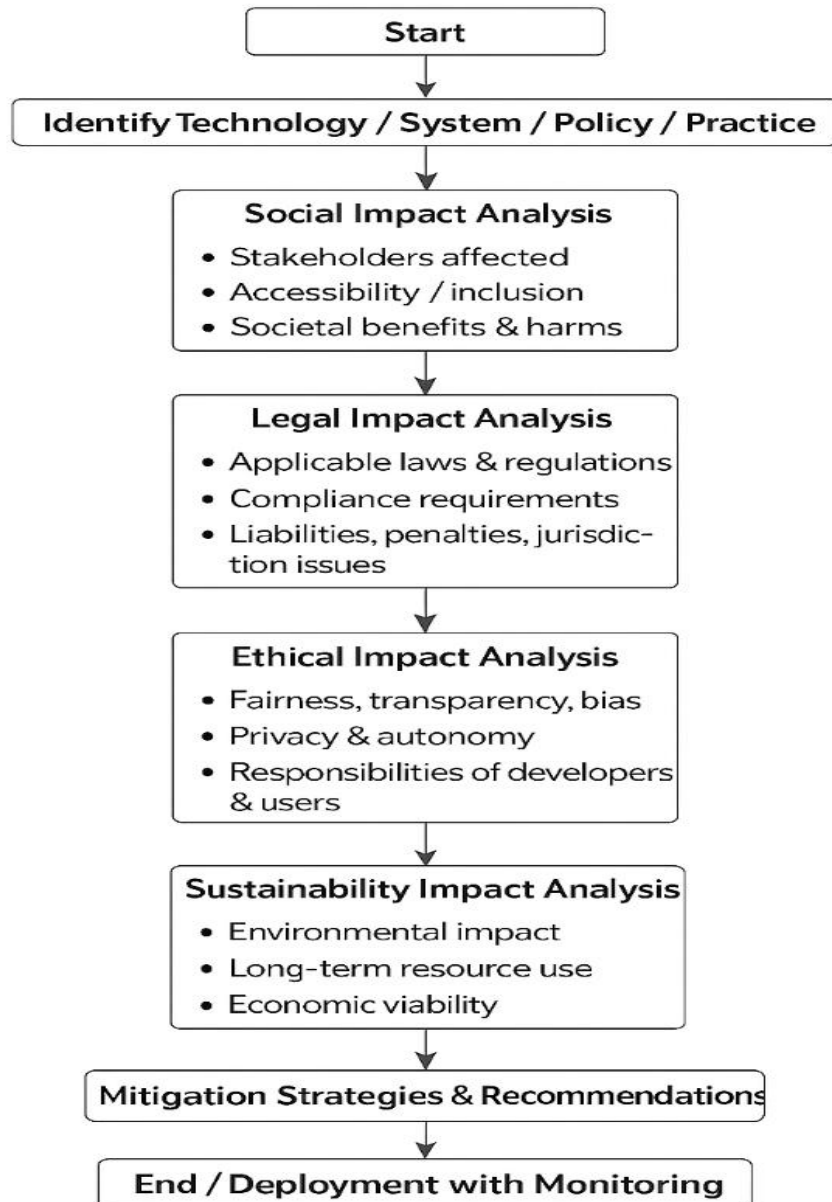 Start
Identify Technology / System / Policy / Practice
Social Impact Analysis
• Stakeholders affected
• Accessibility / inclusion
• Societal benefits & harms
Legal Impact Analysis
• Applicable laws & regulations
• Compliance requirements
• Liabilities, penalties, jurisdic-
tion issues
Ethical Impact Analysis
• Fairness, transparency, bias
• Privacy & autonomy
• Responsibilities of developers
& users
Sustainability Impact Analysis
• Environmental impact
• Long-term resource use
• Economic viability
Mitigation Strategies & Recommendations
End / Deployment with Monitoring